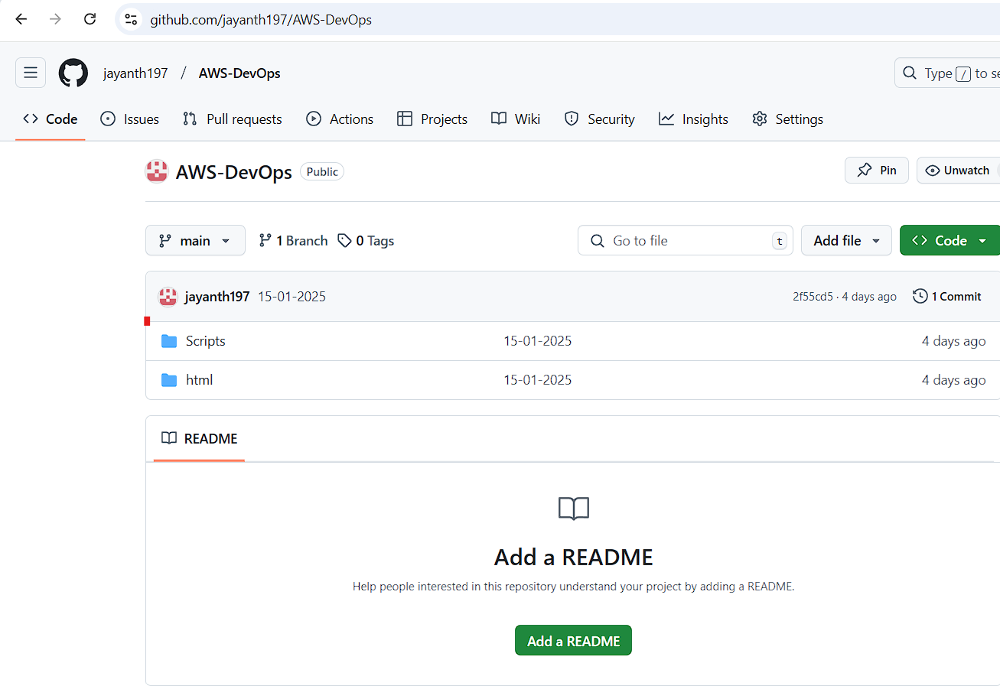 github.com/jayanth197/AWS-DevOps
jayanth197 / AWS-DevOps
Type / to se
Code Issues Pull requests Actions Projects Wiki Security Insights Settings
AWS-DevOps Public Pin Unwatch
main 1 Branch 0 Tags Go to file t Add file Code
jayanth197 15-01-2025 2f55cd5 · 4 days ago 1 Commit
Scripts 15-01-2025 4 days ago
html 15-01-2025 4 days ago
README
Add a README
Help people interested in this repository understand your project by adding a README.
Add a README